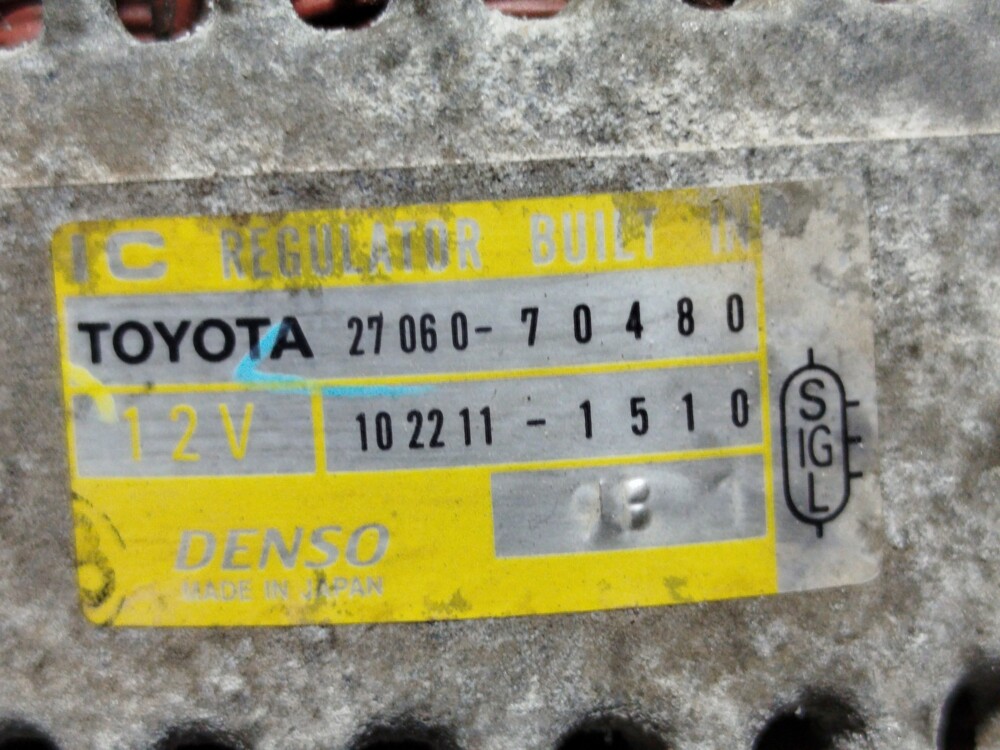 IC REGULATOR BUILT IN
TOYOTA 27060-70480
12V 102211-1510
DENSO
MADE IN JAPAN
S
IG
L